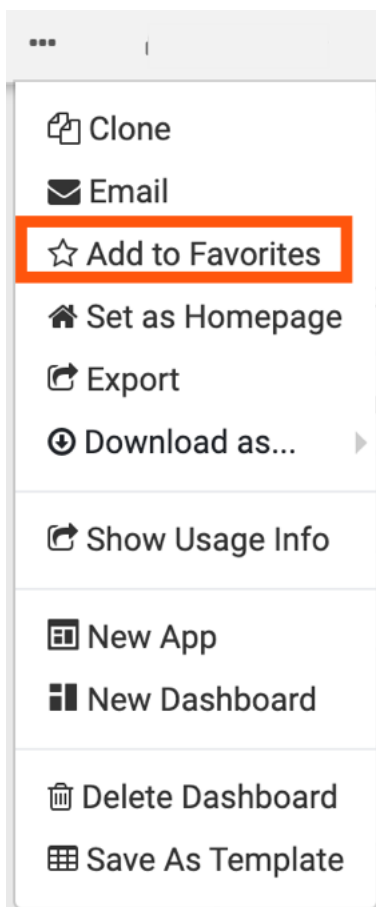 Clone
Email
Add to Favorites
Set as Homepage
Export
Download as...
Show Usage Info
New App
New Dashboard
Delete Dashboard
Save As Template